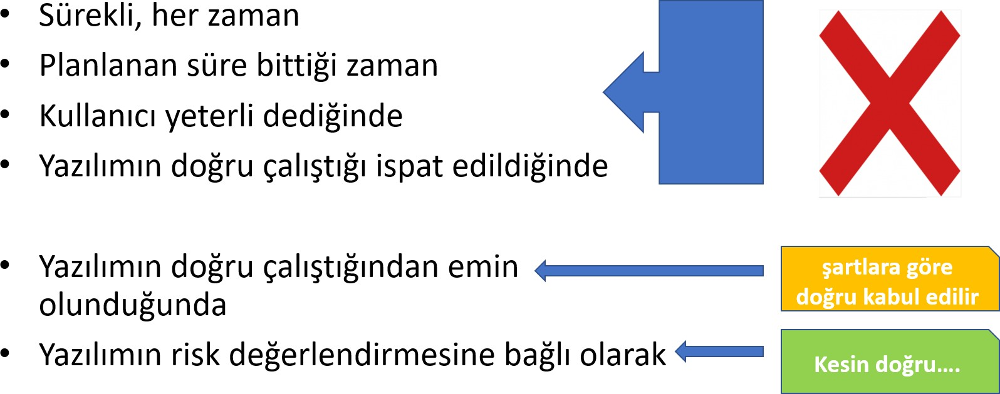 • Sürekli, her zaman
• Planlanan süre bittiği zaman
• Kullanıcı yeterli dediğinde
• Yazılımın doğru çalıştığı ispat edildiğinde
• Yazılımın doğru çalıştığından emin
olunduğunda
şartlara göre
doğru kabul edilir
• Yazılımın risk değerlendirmesine bağlı olarak
Kesin doğru....